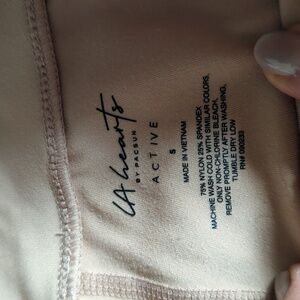 LA hearts
BY PACSUN
ACTIVE
S
MADE IN VIETNAM
75% NYLON 25% SPANDEX
MACHINE WASH COLD WITH SIMILAR COLORS,
ONLY NON-CHLORINE BLEACH,
REMOVE PROMPTLY AFTER WASHING,
TUMBLE DRY LOW